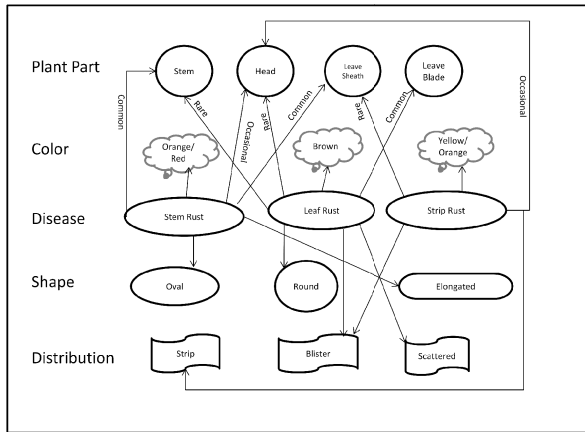 Plant Part
Stem
Head
Leave
Sheath
Leave
Blade
Common
Rare
Occasional
Rare
Common
Rare
Common
Occasional
Color
Orange/
Red
Brown
Yellow/
Orange
Disease
Stem Rust
Leaf Rust
Strip Rust
Shape
Oval
Round
Elongated
Distribution
Strip
Blister
Scattered